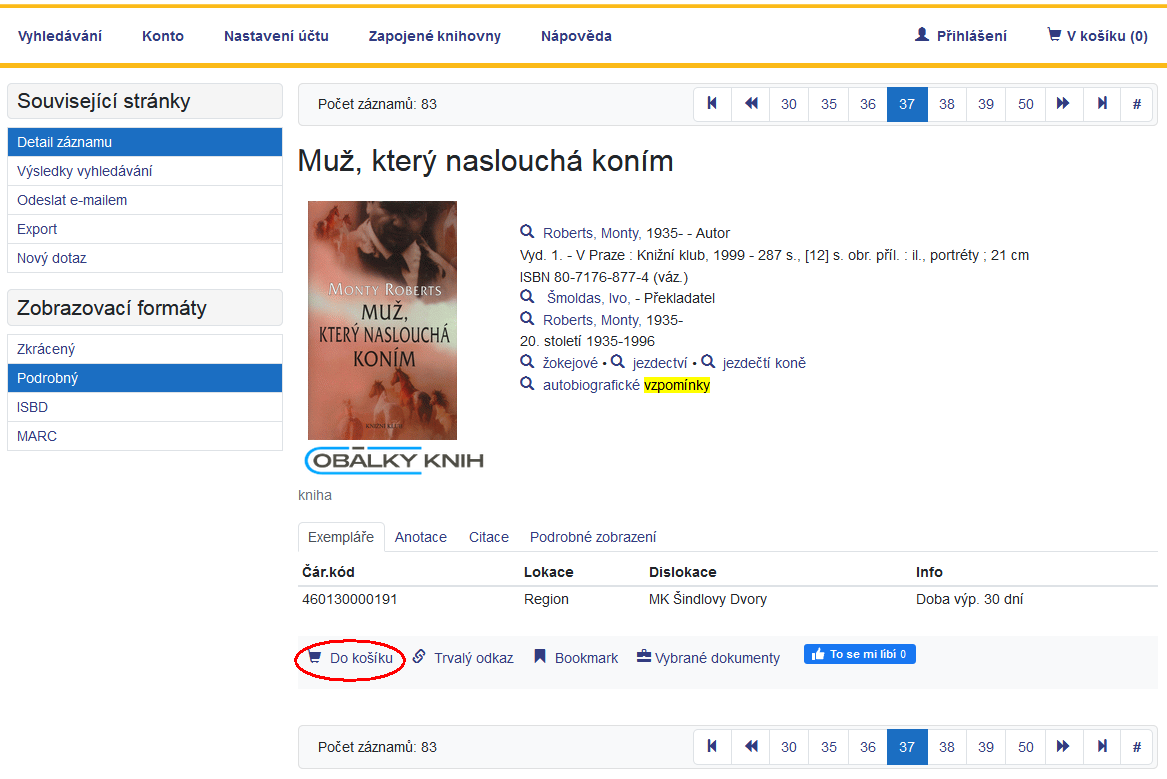 Vyhledávání Konto Nastavení účtu Zapojené knihovny Nápověda Přihlášení V košíku (0)
Související stránky
Detail záznamu
Výsledky vyhledávání
Odeslat e-mailem
Export
Nový dotaz
Zobrazovací formáty
Zkrácený
Podrobný
ISBD
MARC
Počet záznamů: 83 30 35 36 37 38 39 50 #
Muž, který naslouchá koním
MONTY ROBERTS
MUŽ,
KTERÝ NASLOUCHÁ
KONÍM
KNIŽNÍ KLUB
OBÁLKY KNIH
Roberts, Monty, 1935- - Autor
Vyd. 1. - V Praze : Knižní klub, 1999 - 287 s., [12] s. obr. příl. : il., portréty ; 21 cm
ISBN 80-7176-877-4 (váz.)
Šmoldas, Ivo, - Překladatel
Roberts, Monty, 1935-
20. století 1935-1996
žokejové • jezdectví • jezdečtí koně
autobiografické vzpomínky
kniha
Exempláře Anotace Citace Podrobné zobrazení
Čár.kód Lokace Dislokace Info
460130000191 Region MK Šindlovy Dvory Doba výp. 30 dní
Do košíku Trvalý odkaz Bookmark Vybrané dokumenty To se mi líbí 0
Počet záznamů: 83 30 35 36 37 38 39 50 #